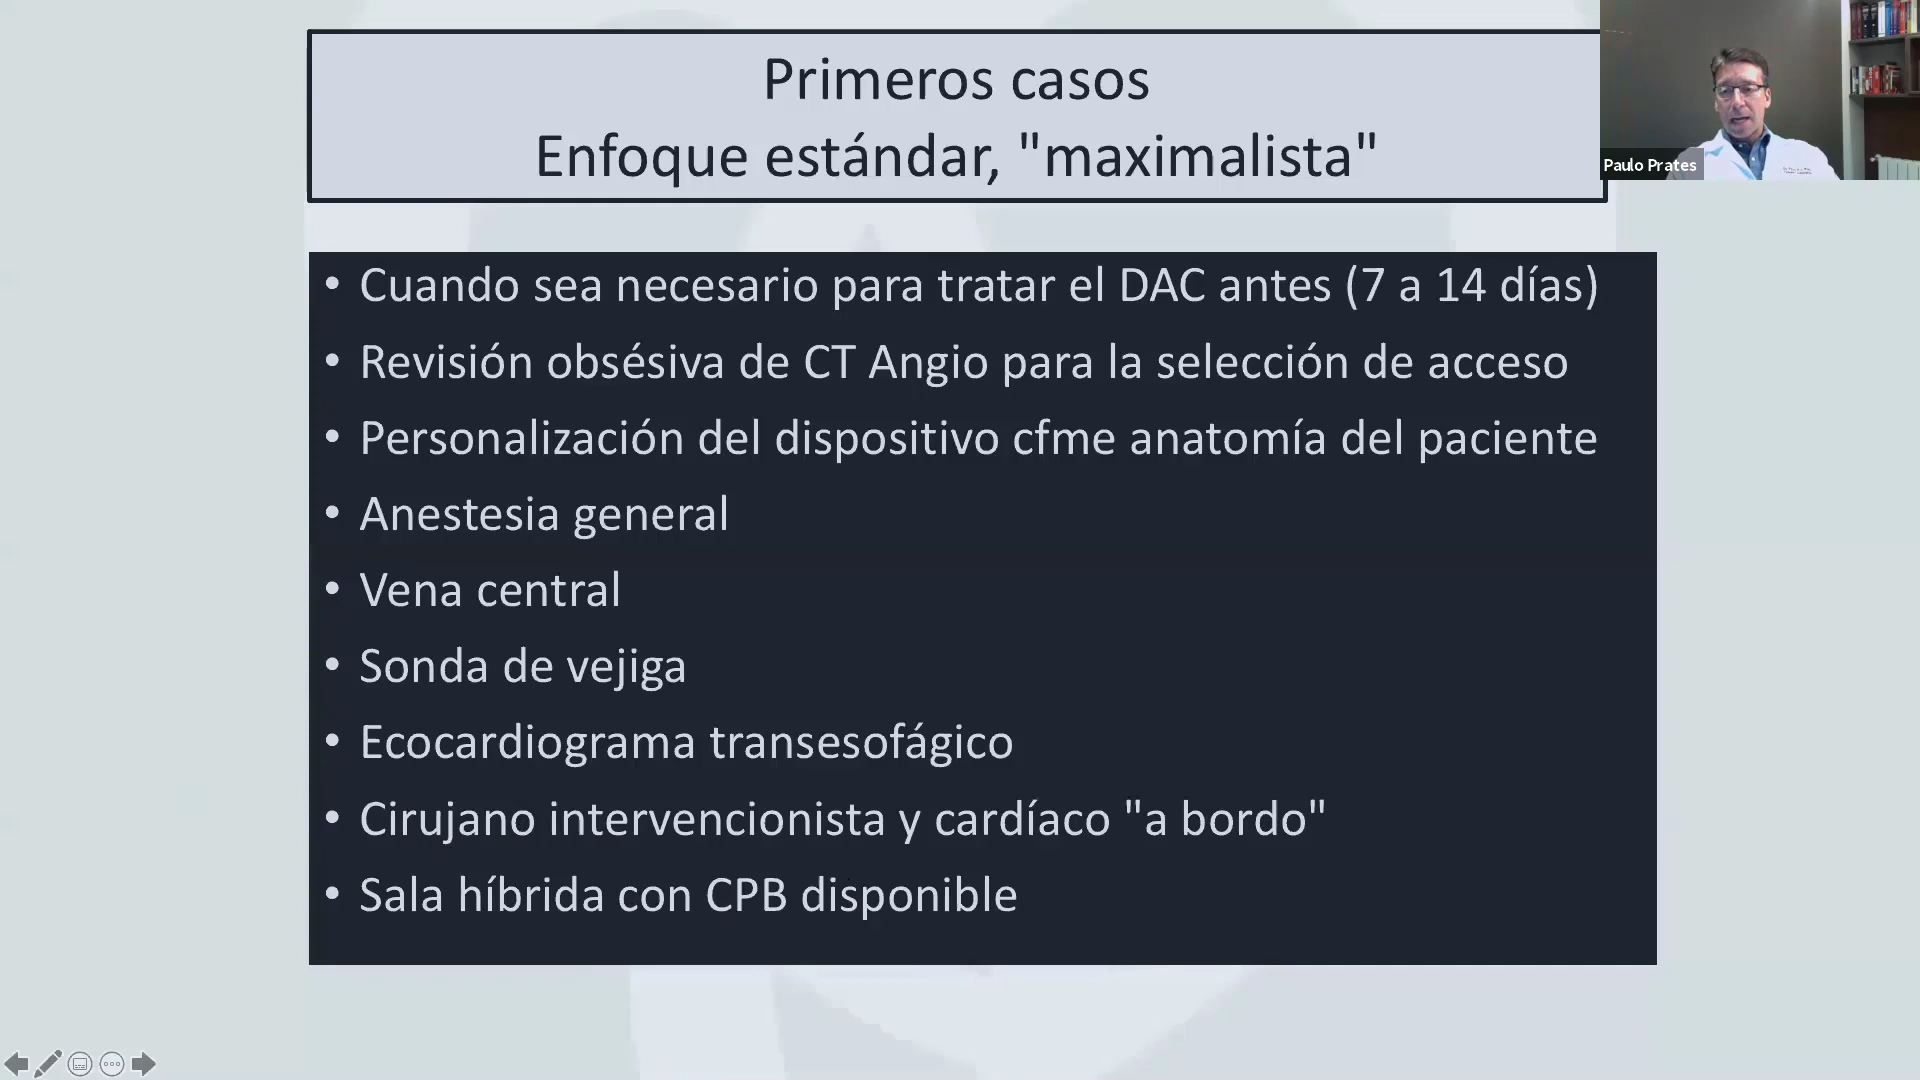 Primeros casos
Enfoque estándar, "maximalista"
Paulo Prates
• Cuando sea necesario para tratar el DAC antes (7 a 14 días)
• Revisión obsésiva de CT Angio para la selección de acceso
• Personalización del dispositivo cfme anatomía del paciente
• Anestesia general
• Vena central
• Sonda de vejiga
• Ecocardiograma transesofágico
• Cirujano intervencionista y cardíaco "a bordo"
• Sala híbrida con CPB disponible